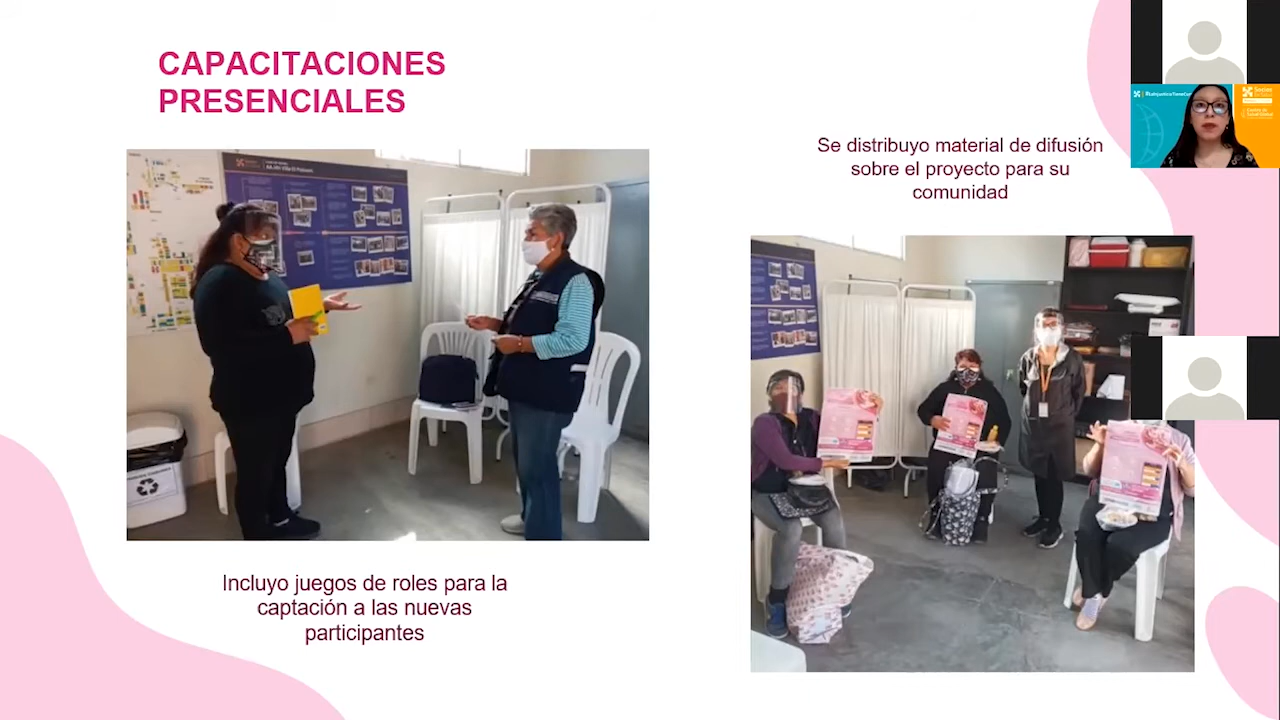 CAPACITACIONES
PRESENCIALES
Se distribuyo material de difusión
sobre el proyecto para su
comunidad
Incluyo juegos de roles para la
captación a las nuevas
participantes
Socios